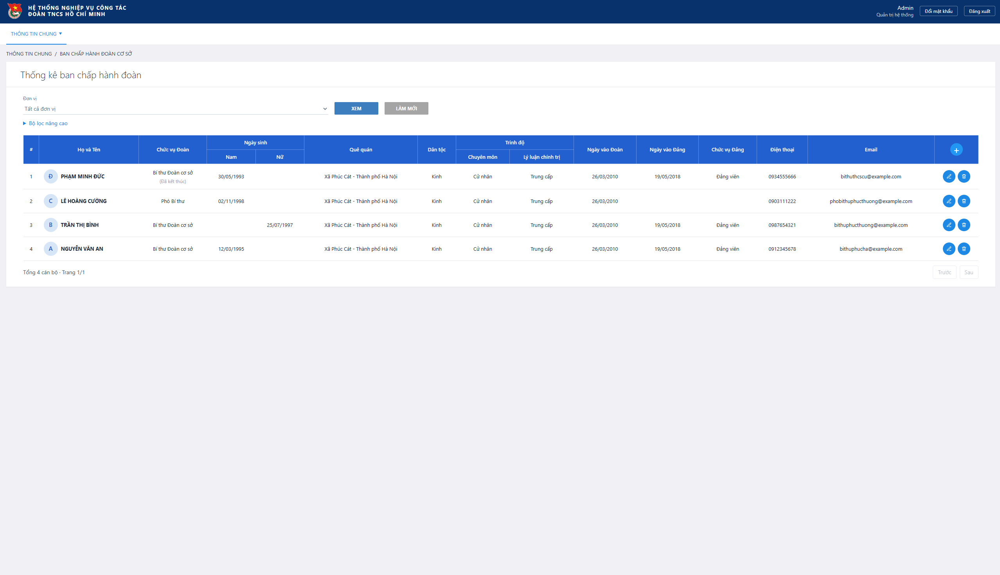 HỆ THỐNG NGHIỆP VỤ CÔNG TÁC
ĐOÀN TNCS HỒ CHÍ MINH
Admin
Quản trị hệ thống
Đổi mật khẩu
Đăng xuất
THÔNG TIN CHUNG
THÔNG TIN CHUNG / BAN CHẤP HÀNH ĐOÀN CƠ SỞ
Thống kê ban chấp hành đoàn
Đơn vị
Tất cả đơn vị
XEM
LÀM MỚI
Bộ lọc nâng cao
# Họ và Tên Chức vụ Đoàn Ngày sinh Quê quán Dân tộc Trình độ Ngày vào Đoàn Ngày vào Đảng Chức vụ Đảng Điện thoại Email +
Nam Nữ Chuyên môn Lý luận chính trị
1 Đ PHẠM MINH ĐỨC Bí thư Đoàn cơ sở 30/05/1993 Xã Phúc Cát - Thành phố Hà Nội Kinh Cử nhân Trung cấp 26/03/2010 19/05/2018 Đảng viên 0934555666 bithuthcscu@example.com
(Đã kết thúc)
2 C LÊ HOÀNG CƯỜNG Phó Bí thư 02/11/1998 Xã Phúc Cát - Thành phố Hà Nội Kinh Cử nhân Trung cấp 26/03/2010 0903111222 phobithuphucthuong@example.com
3 B TRẦN THỊ BÌNH Bí thư Đoàn cơ sở 25/07/1997 Xã Phúc Cát - Thành phố Hà Nội Kinh Cử nhân Trung cấp 26/03/2010 19/05/2018 Đảng viên 0987654321 bithuphucthuong@example.com
4 A NGUYỄN VĂN AN Bí thư Đoàn cơ sở 12/03/1995 Xã Phúc Cát - Thành phố Hà Nội Kinh Cử nhân Trung cấp 26/03/2010 19/05/2018 Đảng viên 0912345678 bithuphucha@example.com
Tổng 4 cán bộ · Trang 1/1
Trước
Sau